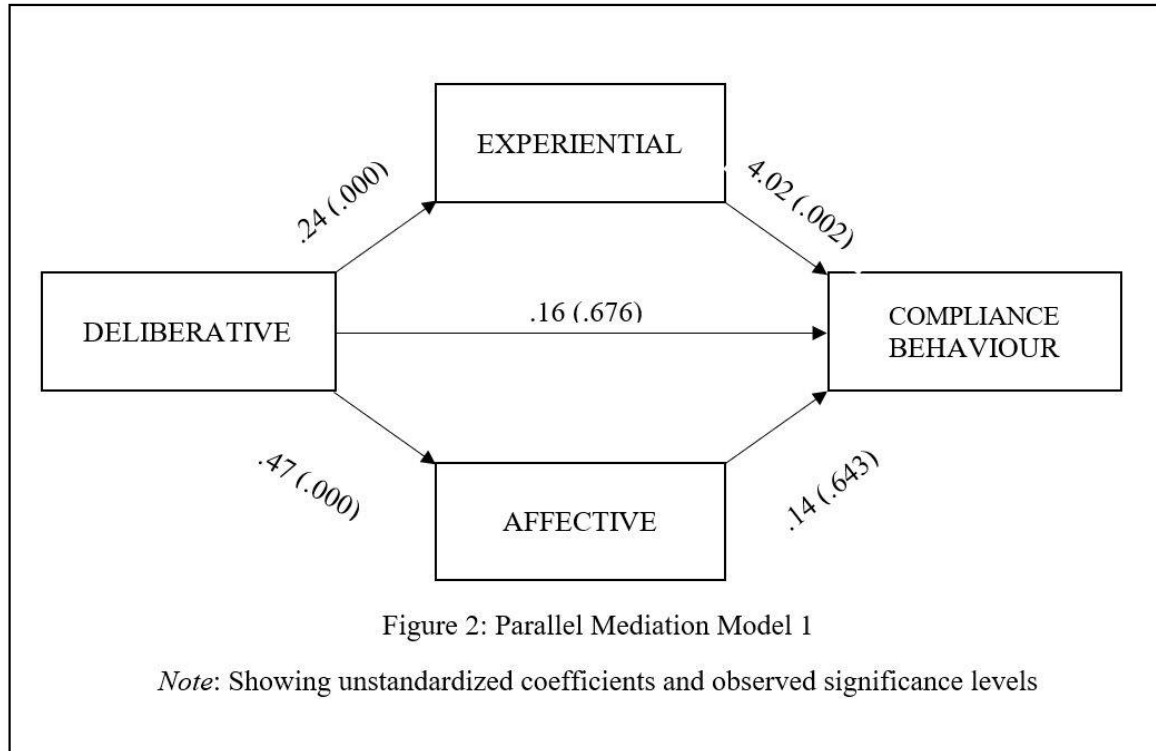 EXPERIENTIAL
.24 (.000)
4.02 (.002)
DELIBERATIVE
.16 (.676)
COMPLIANCE
BEHAVIOUR
.47 (.000)
AFFECTIVE
.14 (.643)
Figure 2: Parallel Mediation Model 1
Note: Showing unstandardized coefficients and observed significance levels